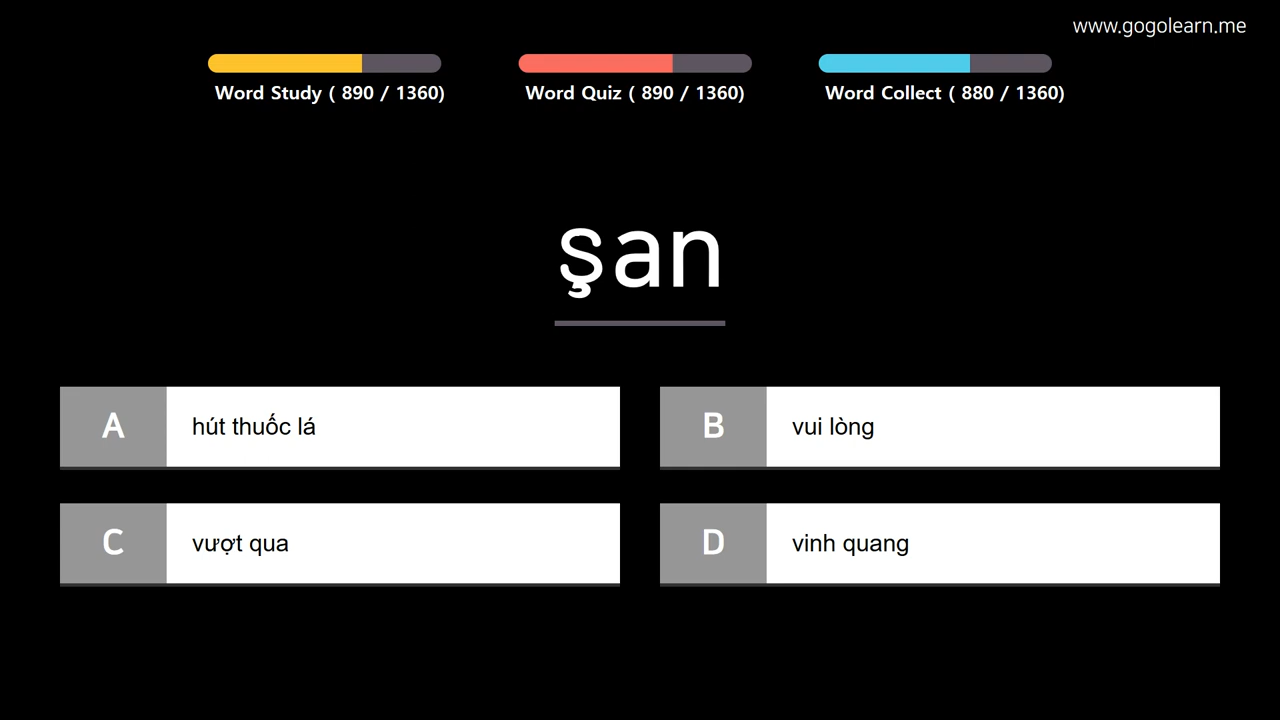 www.gogolearn.me
Word Study ( 890 / 1360)
Word Quiz ( 890 / 1360)
Word Collect ( 880 / 1360)
şan
A hút thuốc lá
B vui lòng
C vượt qua
D vinh quang